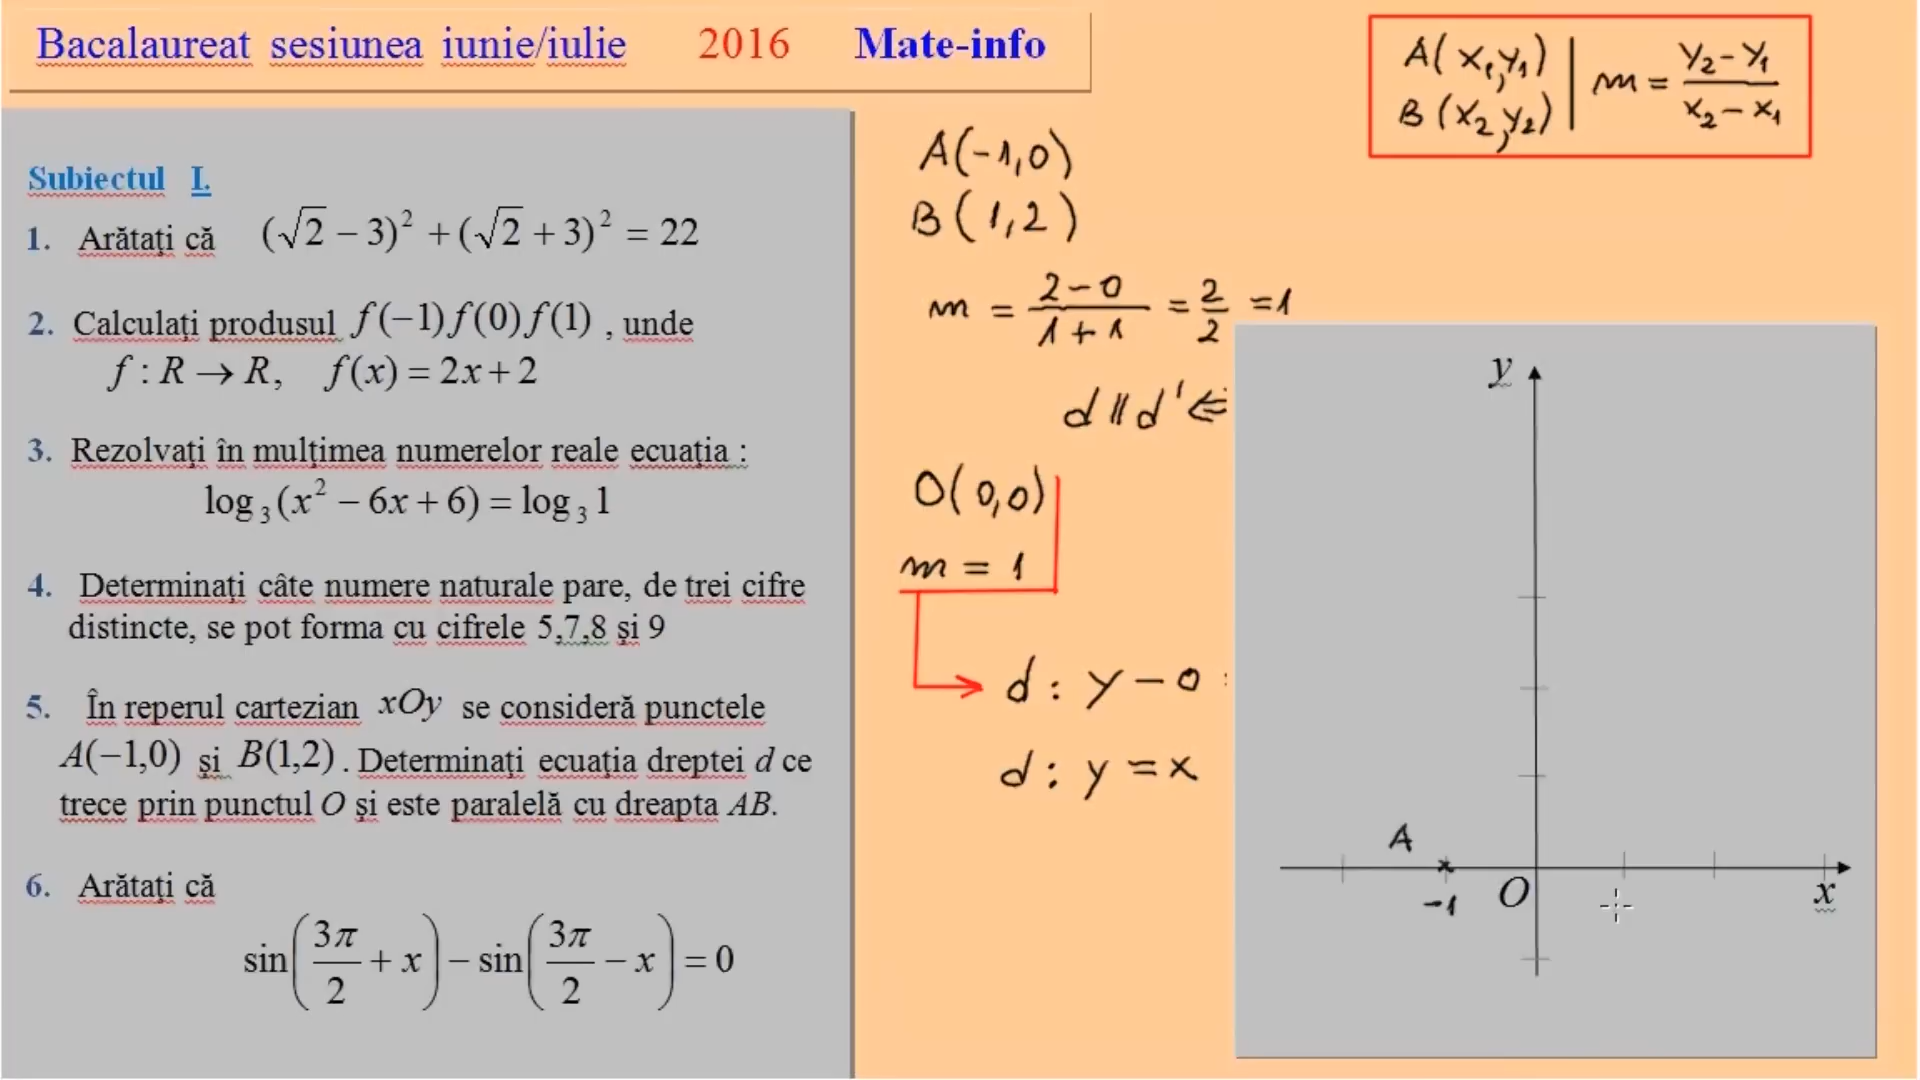 Bacalaureat sesiunea iunie/iulie 2016 Mate-info
Subiectul I.
1. Arătați că (√2 − 3)² + (√2 + 3)² = 22
2. Calculați produsul f(−1)f(0)f(1) , unde
f : R → R, f(x) = 2x + 2
3. Rezolvați în mulțimea numerelor reale ecuația :
log₃(x² − 6x + 6) = log₃ 1
4. Determinați câte numere naturale pare, de trei cifre
distincte, se pot forma cu cifrele 5,7,8 și 9
5. În reperul cartezian xOy se consideră punctele
A(−1,0) și B(1,2) . Determinați ecuația dreptei d ce
trece prin punctul O și este paralelă cu dreapta AB.
6. Arătați că
sin(3π/2 + x) − sin(3π/2 − x) = 0
A(x₁,y₁) | m = (y₂ − y₁)/(x₂ − x₁)
B(x₂,y₂)
A(-1,0)
B(1,2)
m = (2−0)/(1+1) = 2/2 = 1
d ∥ d' ⇐
O(0,0)
m = 1
d : y − 0
d : y = x
y
A
-1 O x